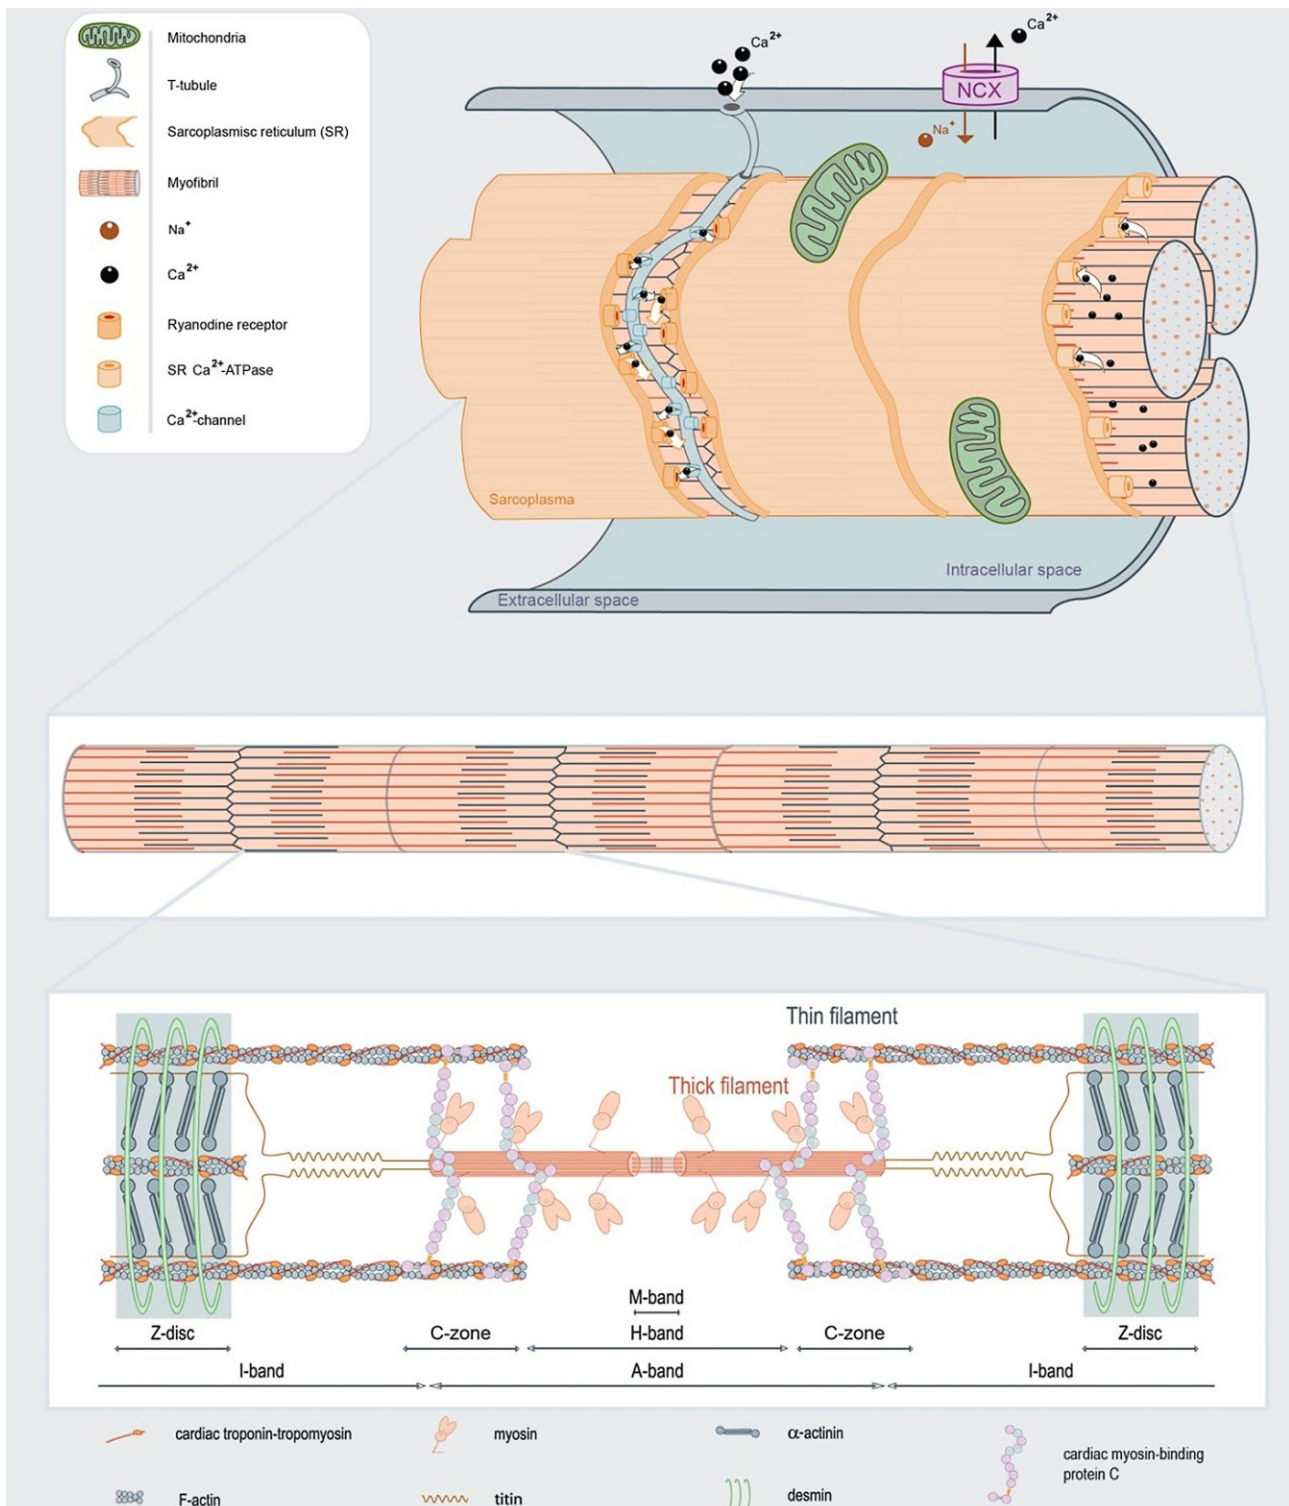 Mitochondria
T-tubule
Sarcoplasmisc reticulum (SR)
Myofibril
Na⁺
Ca²⁺
Ryanodine receptor
SR Ca²⁺-ATPase
Ca²⁺-channel
Ca²⁺
Ca²⁺
NCX
Na⁺
Sarcoplasma
Intracellular space
Extracellular space
Thin filament
Thick filament
M-band
Z-disc C-zone H-band C-zone Z-disc
I-band A-band I-band
cardiac troponin-tropomyosin myosin α-actinin
cardiac myosin-binding
protein C
F-actin titin desmin